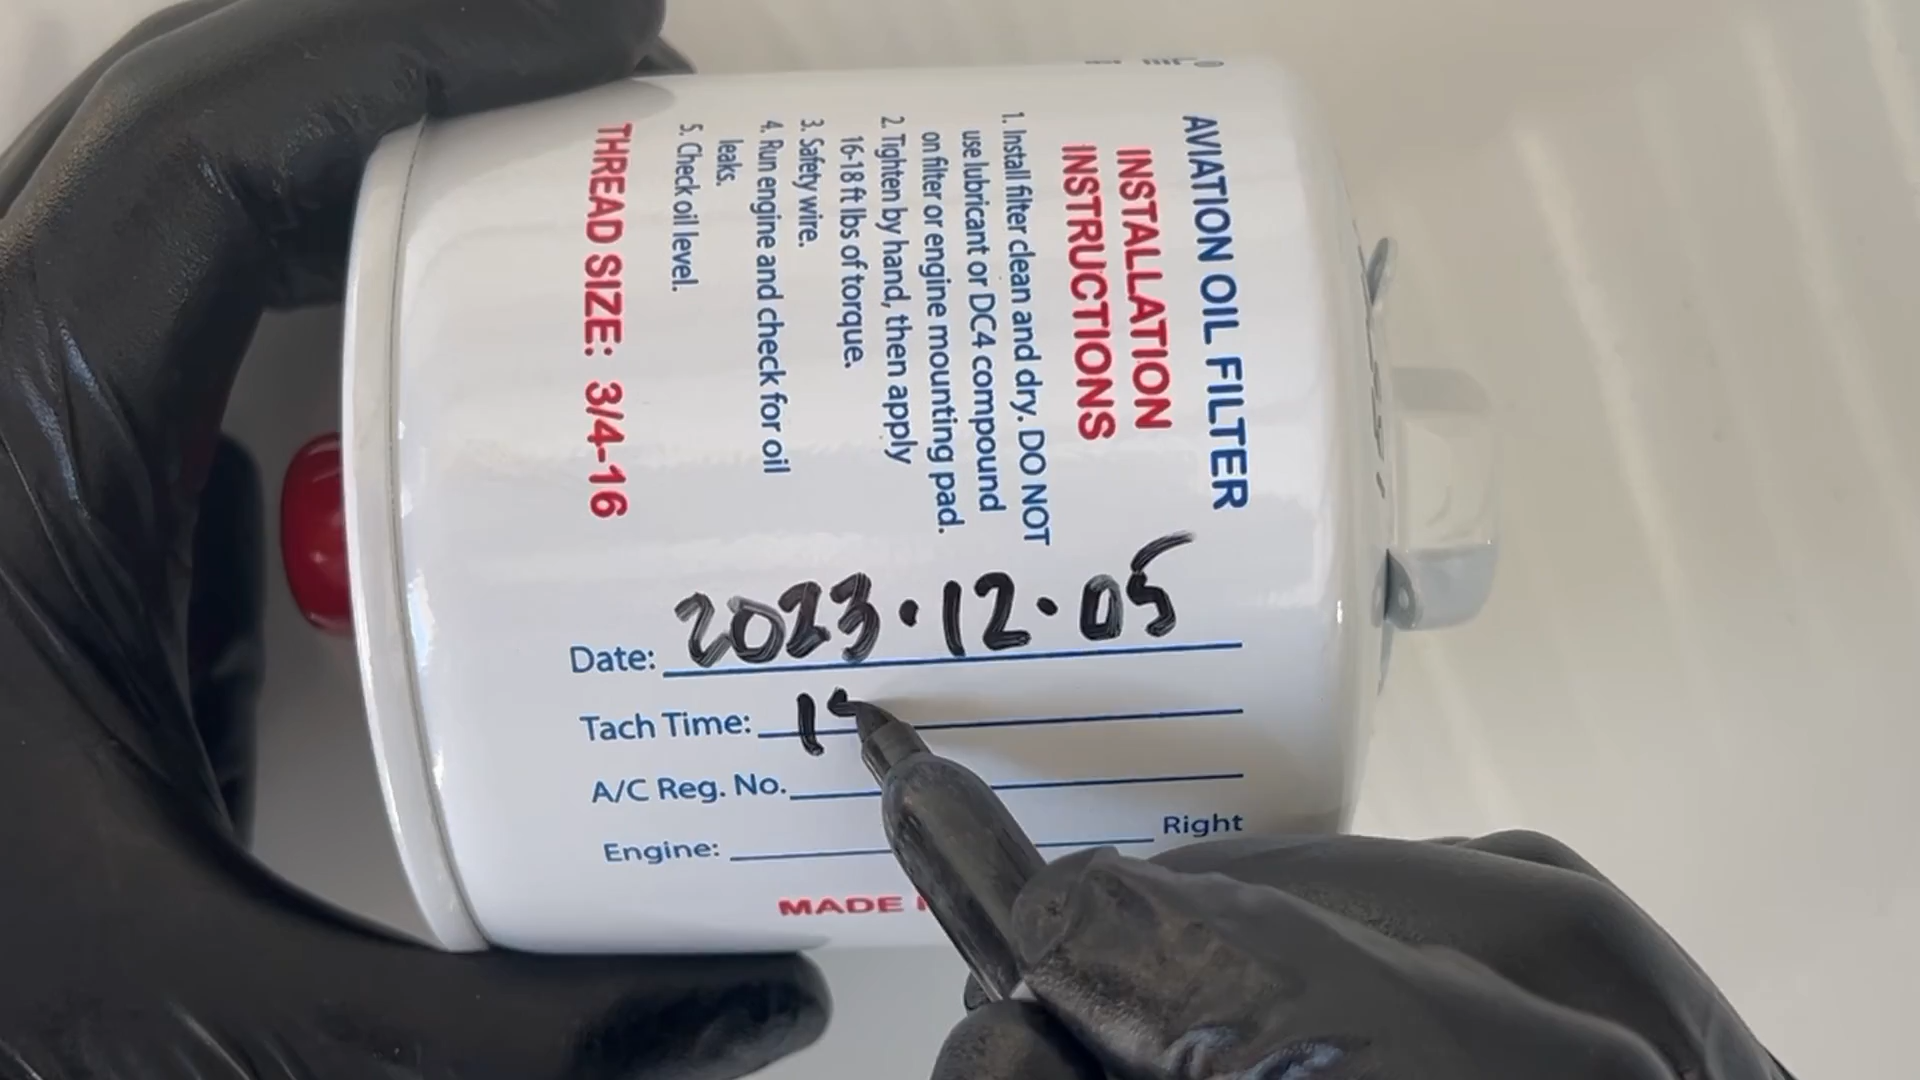 AVIATION OIL FILTER
INSTALLATION
INSTRUCTIONS
1. Install filter clean and dry. DO NOT
use lubricant or DC4 compound
on filter or engine mounting pad.
2. Tighten by hand, then apply
16-18 ft lbs of torque.
3. Safety wire.
4. Run engine and check for oil
leaks.
5. Check oil level.
THREAD SIZE: 3/4-16
Date: 2023.12.05
Tach Time: 1
A/C Reg. No.
Engine: Right
MADE